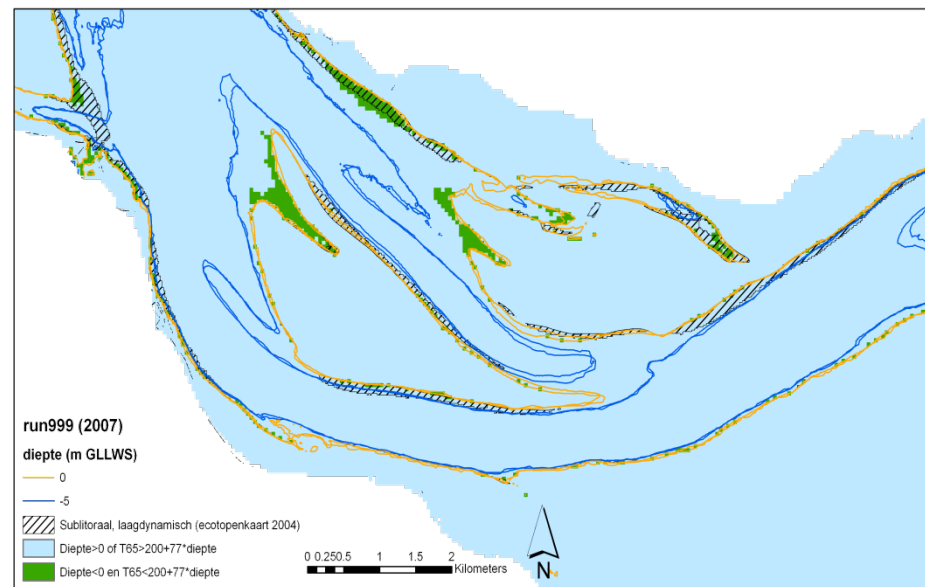 run999 (2007)
diepte (m GLLWS)
0
-5
Sublitoraal, laagdynamisch (ecotopenkaart 2004)
Diepte>0 of T65>200+77*diepte
Diepte<0 en T65<200+77*diepte
0 0.250.5 1 1.5 2
Kilometers
N